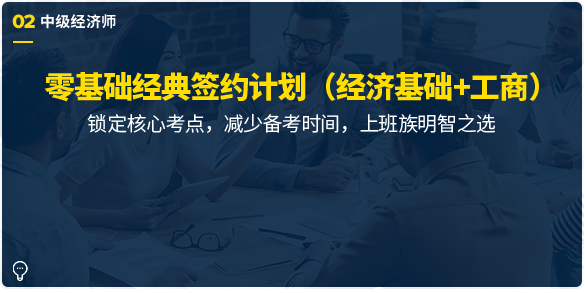 02 中级经济师
零基础经典签约计划（经济基础+工商）
锁定核心考点，减少备考时间，上班族明智之选